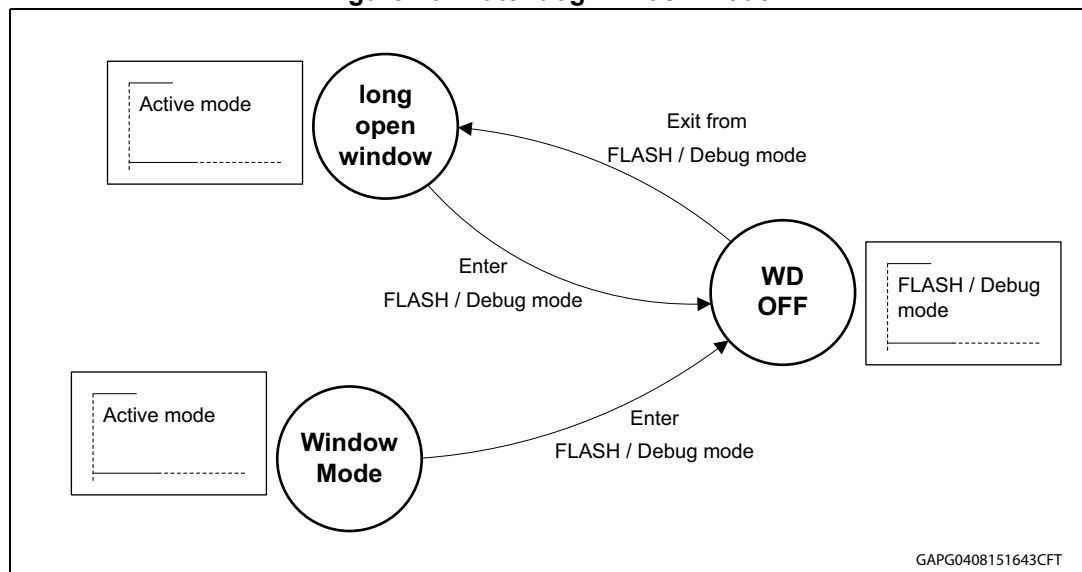 Active mode
long
open
window
Exit from
FLASH / Debug mode
Enter
FLASH / Debug mode
WD
OFF
FLASH / Debug
mode
Active mode
Window
Mode
Enter
FLASH / Debug mode
GAPG0408151643CFT